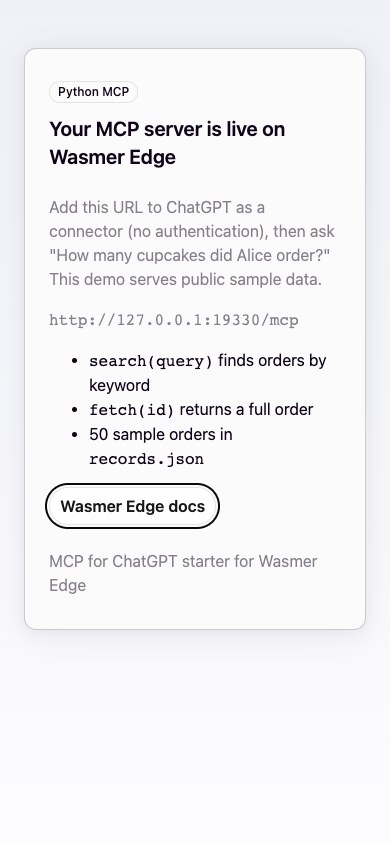 Python MCP
Your MCP server is live on
Wasmer Edge
Add this URL to ChatGPT as a
connector (no authentication), then ask
"How many cupcakes did Alice order?"
This demo serves public sample data.
http://127.0.0.1:19330/mcp
• search(query) finds orders by
keyword
• fetch(id) returns a full order
• 50 sample orders in
records.json
Wasmer Edge docs
MCP for ChatGPT starter for Wasmer
Edge